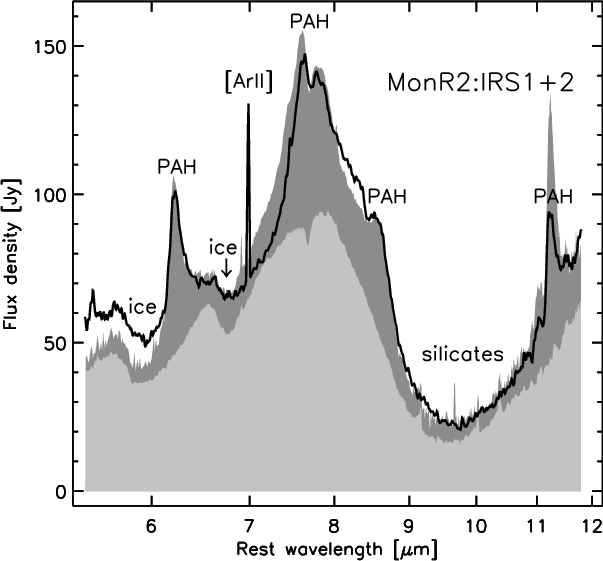 PAH
150
[ArII]
MonR2:IRS1+2
PAH
PAH
PAH
100
ice
ice
50
silicates
0
6
7
8
9
10
11
12
Rest wavelength [μm]
Flux density [Jy]